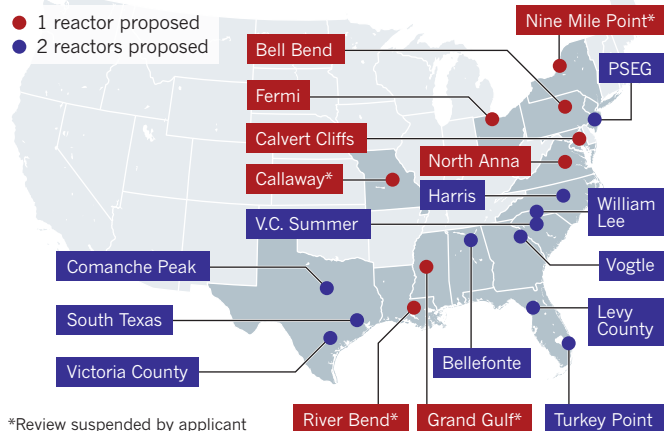 1 reactor proposed
2 reactors proposed
Nine Mile Point*
Bell Bend
PSEG
Fermi
Calvert Cliffs
North Anna
Callaway*
Harris
William
Lee
V.C. Summer
Vogtle
Comanche Peak
South Texas
Levy
County
Victoria County
Bellefonte
River Bend*
Grand Gulf*
Turkey Point
*Review suspended by applicant